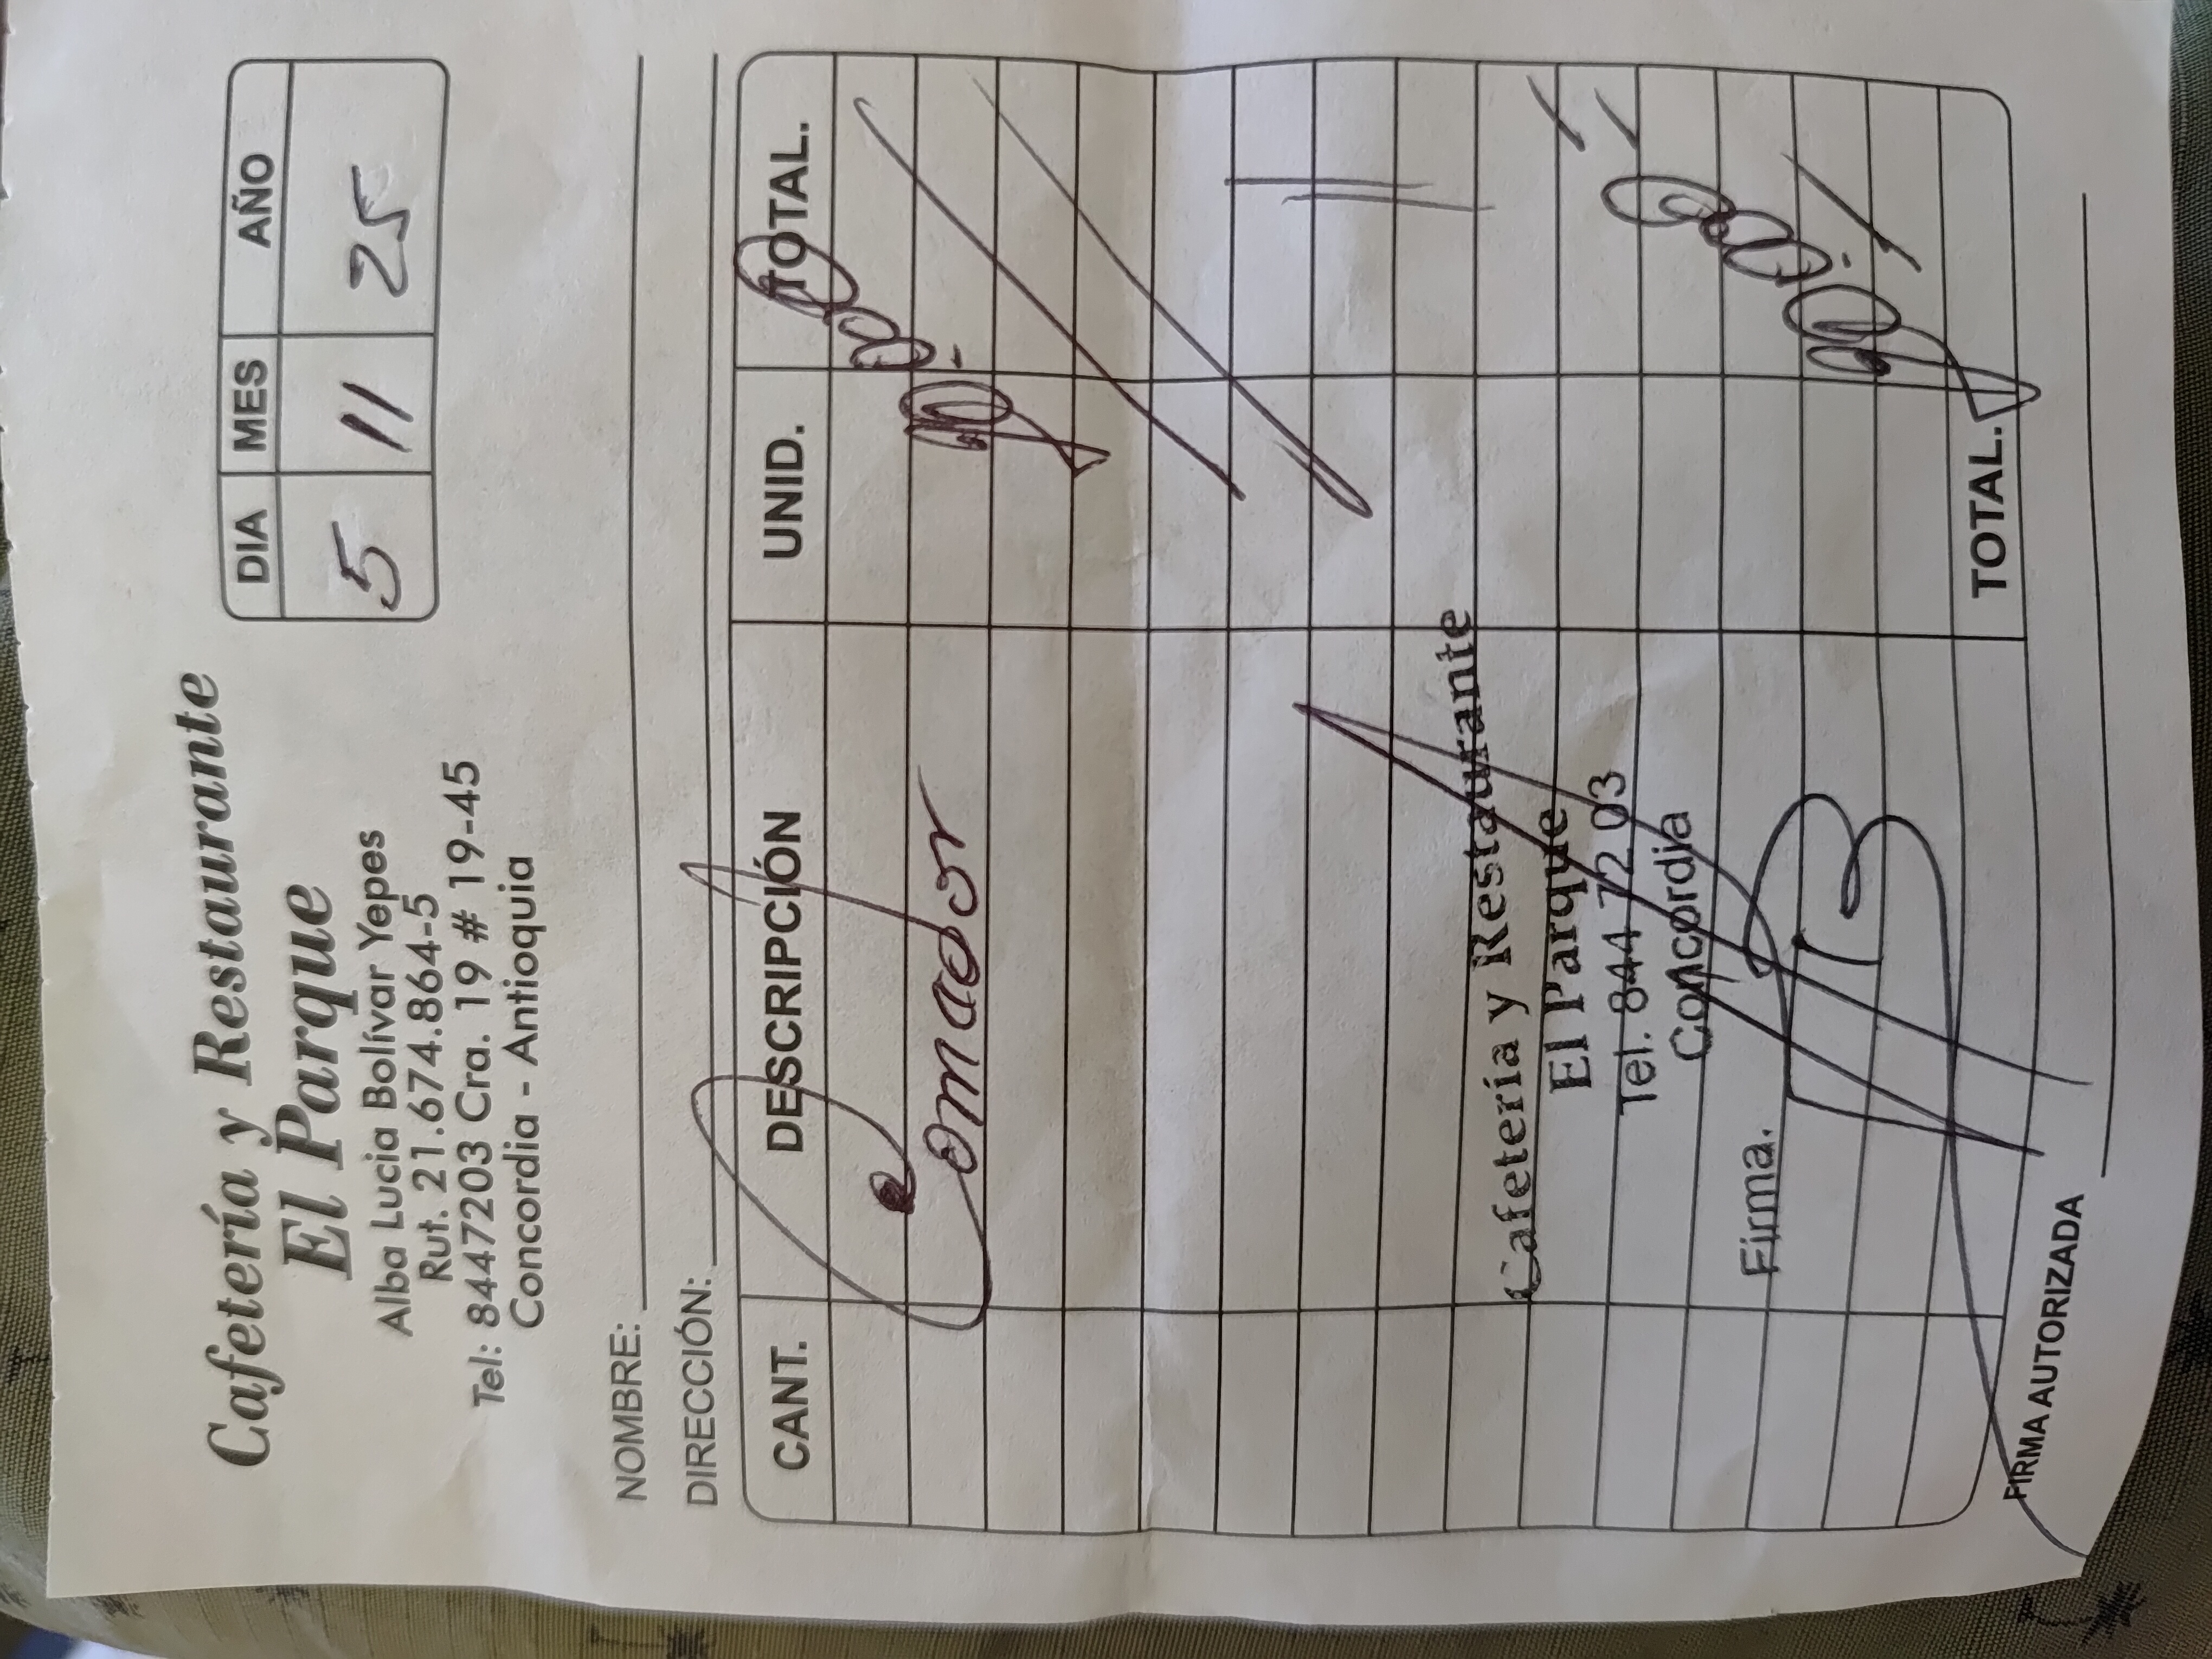 Cafetería y Restaurante
El Parque
Alba Lucia Bolívar Yepes
Rut. 21.674.864-5
Tel: 8447203 Cra. 19 # 19-45
Concordia - Antioquia
DIA MES AÑO
5 11 25
NOMBRE:
DIRECCIÓN:
CANT. DESCRIPCIÓN UNID. TOTAL.
Comedor
Cafetería y Restaurante
El Parque
Tel. 844 72 03
Concordia
Firma.
TOTAL.
FIRMA AUTORIZADA